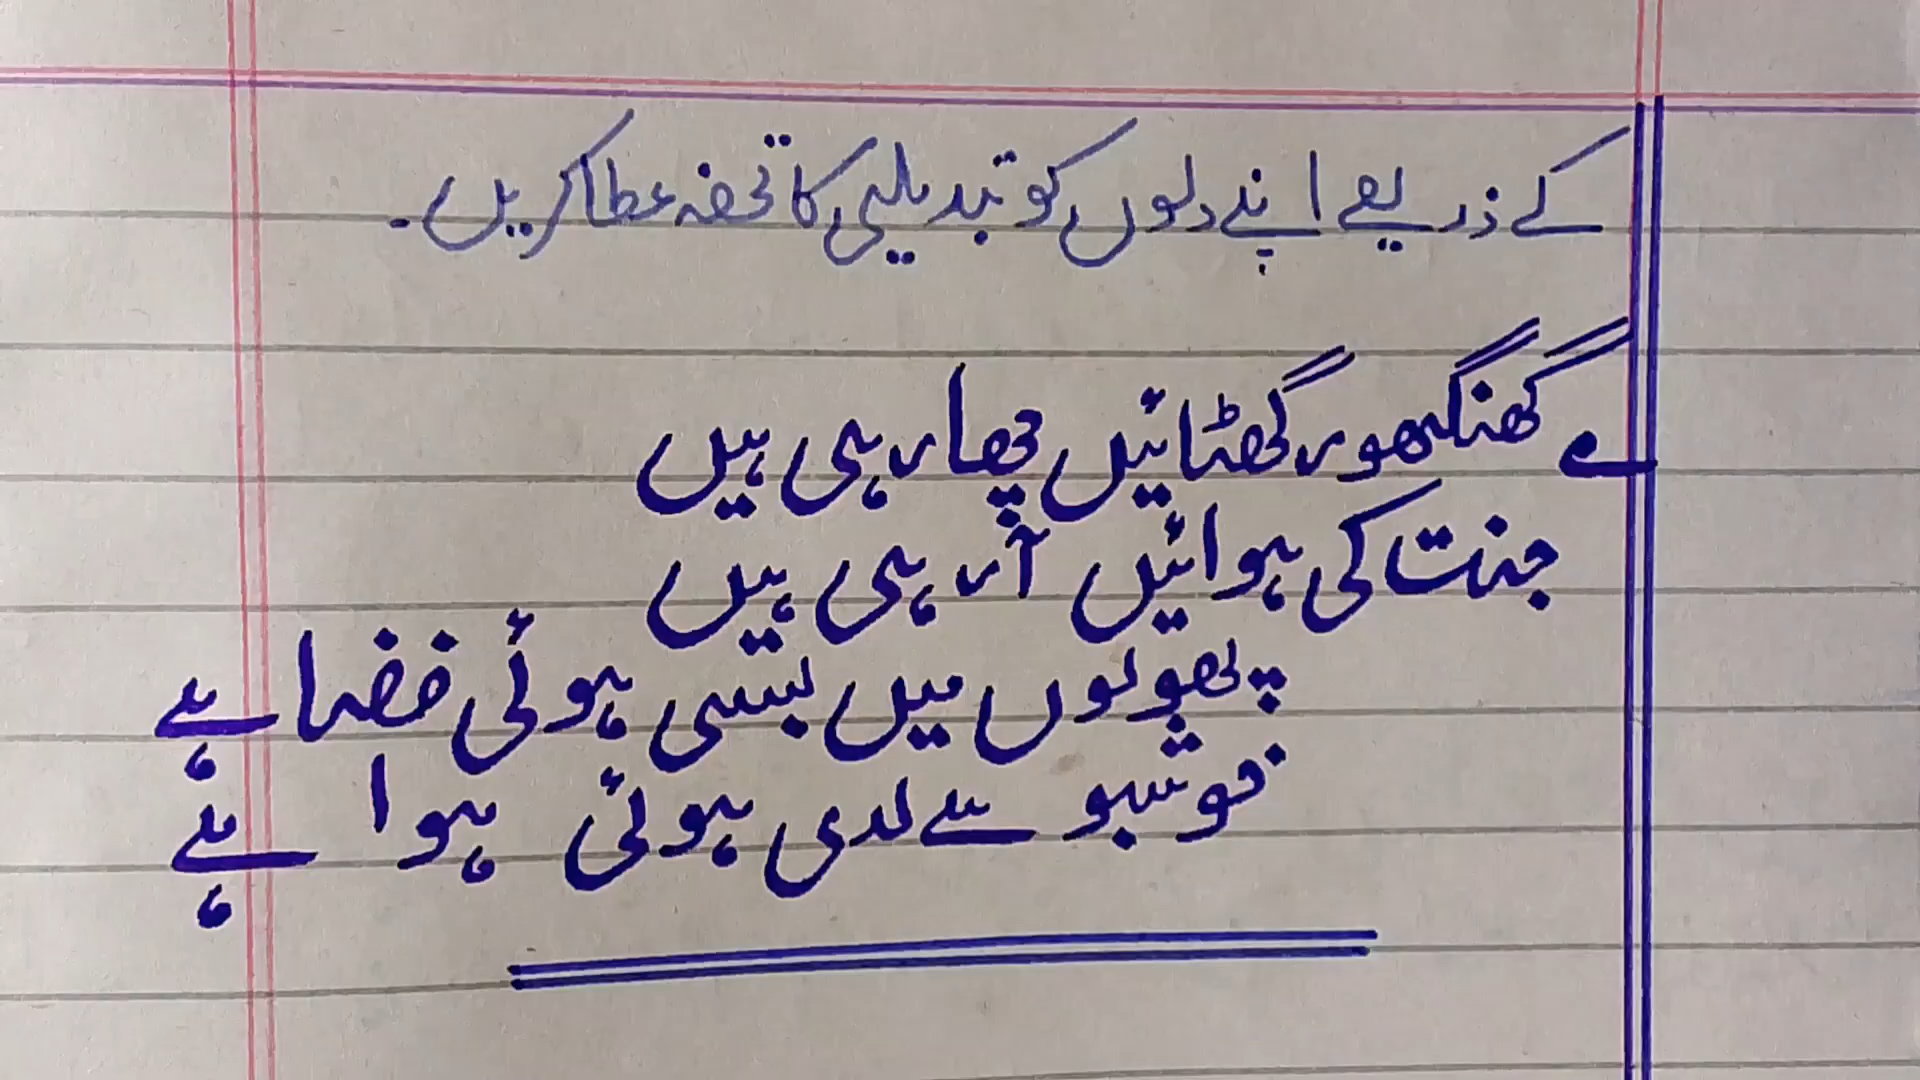 کے ذریعے اپنے دلوں کو تبدیلی کا تحفہ عطا کریں۔
؎ گھنگھور گھٹائیں چھا رہی ہیں
جنت کی ہوائیں آ رہی ہیں
پھولوں میں بسی ہوئی فضا ہے
خوشبو سے لدی ہوئی ہوا ہے